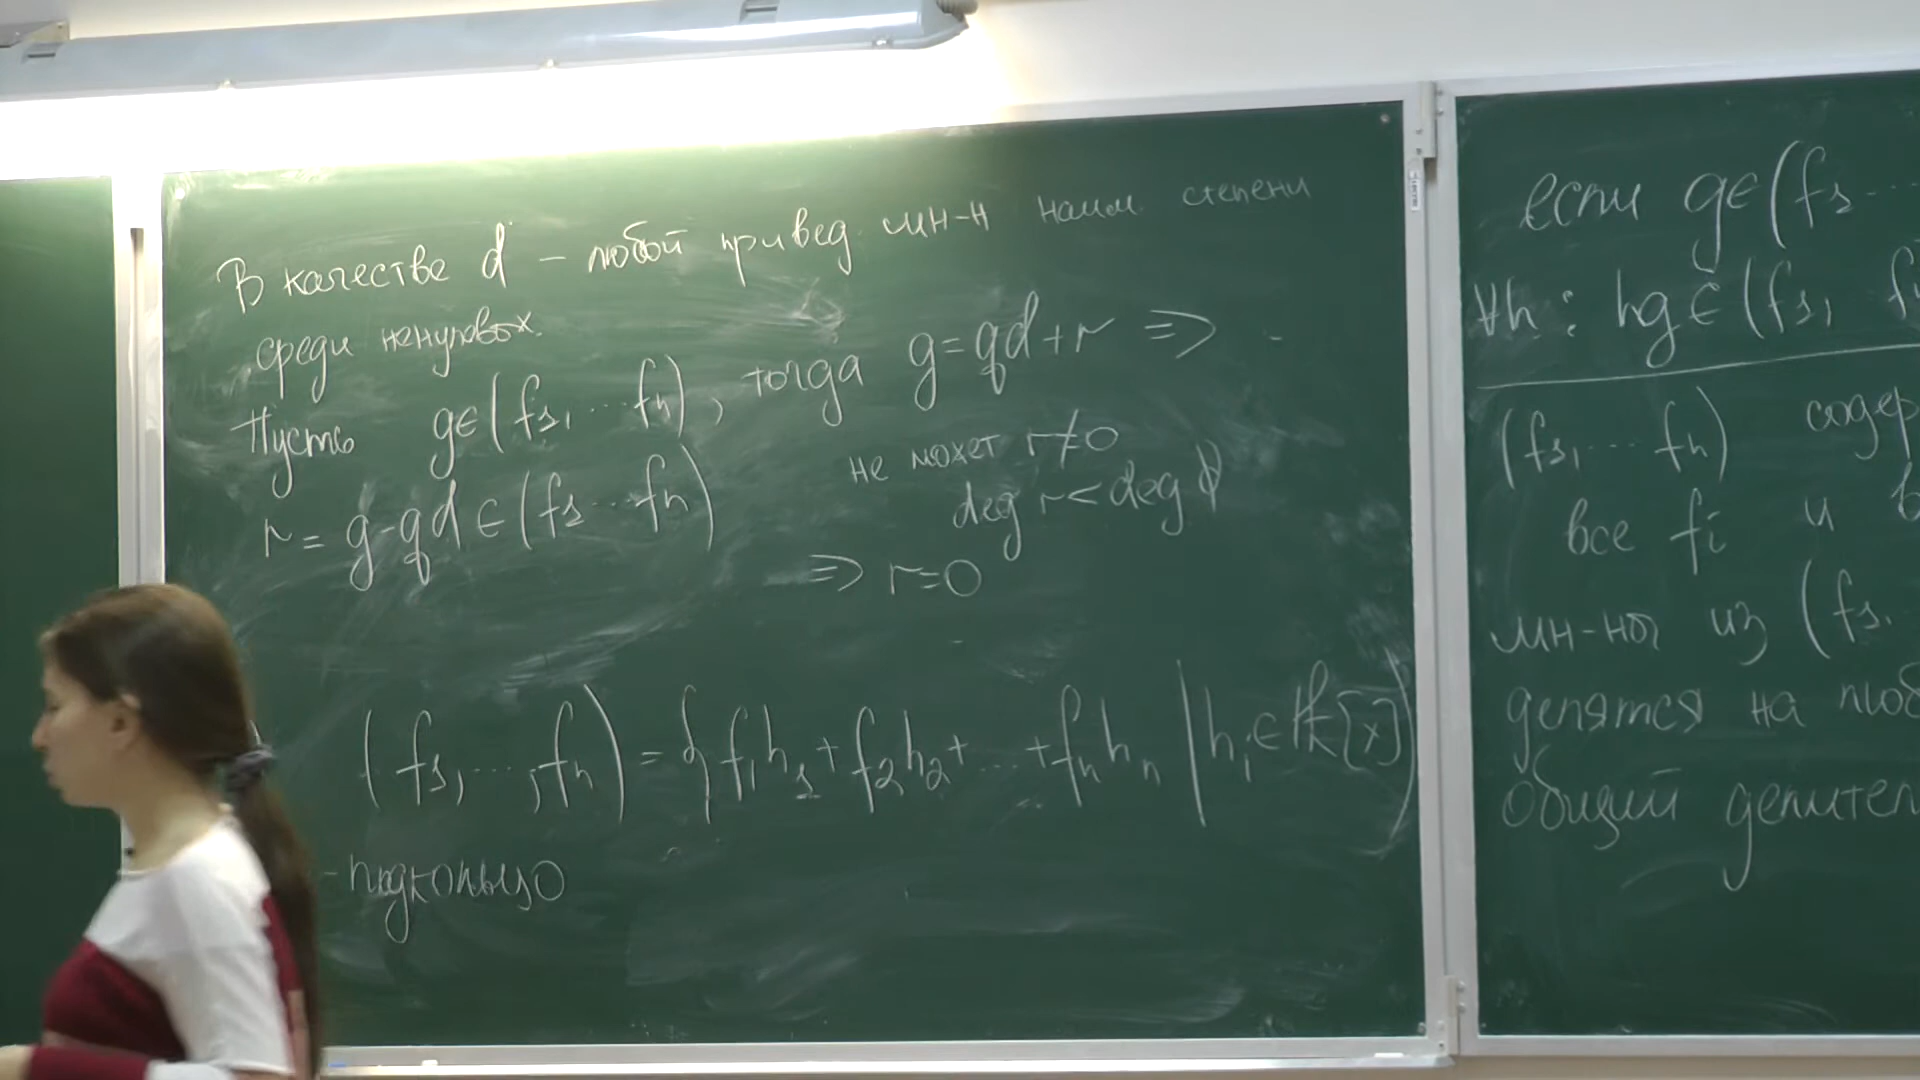 В качестве d - любой привед. мн-н наим. степени
среди ненулевых.
Пусть g∈(f₁, ... fₙ), тогда g=qd+r ⇒
r = g-qd ∈ (f₁ ... fₙ)
не может r≠0
deg r < deg d
⇒ r=0
(f₁, ..., fₙ) = {f₁h₁+f₂h₂+ ... +fₙhₙ | hᵢ∈k[x]}
- подкольцо
если g∈(f₁ ...
∀h: hg∈(f₁, f
(f₁, ... fₙ) содер
все fᵢ и в
мн-ног из (f₁.
делятся на люб
общий делител